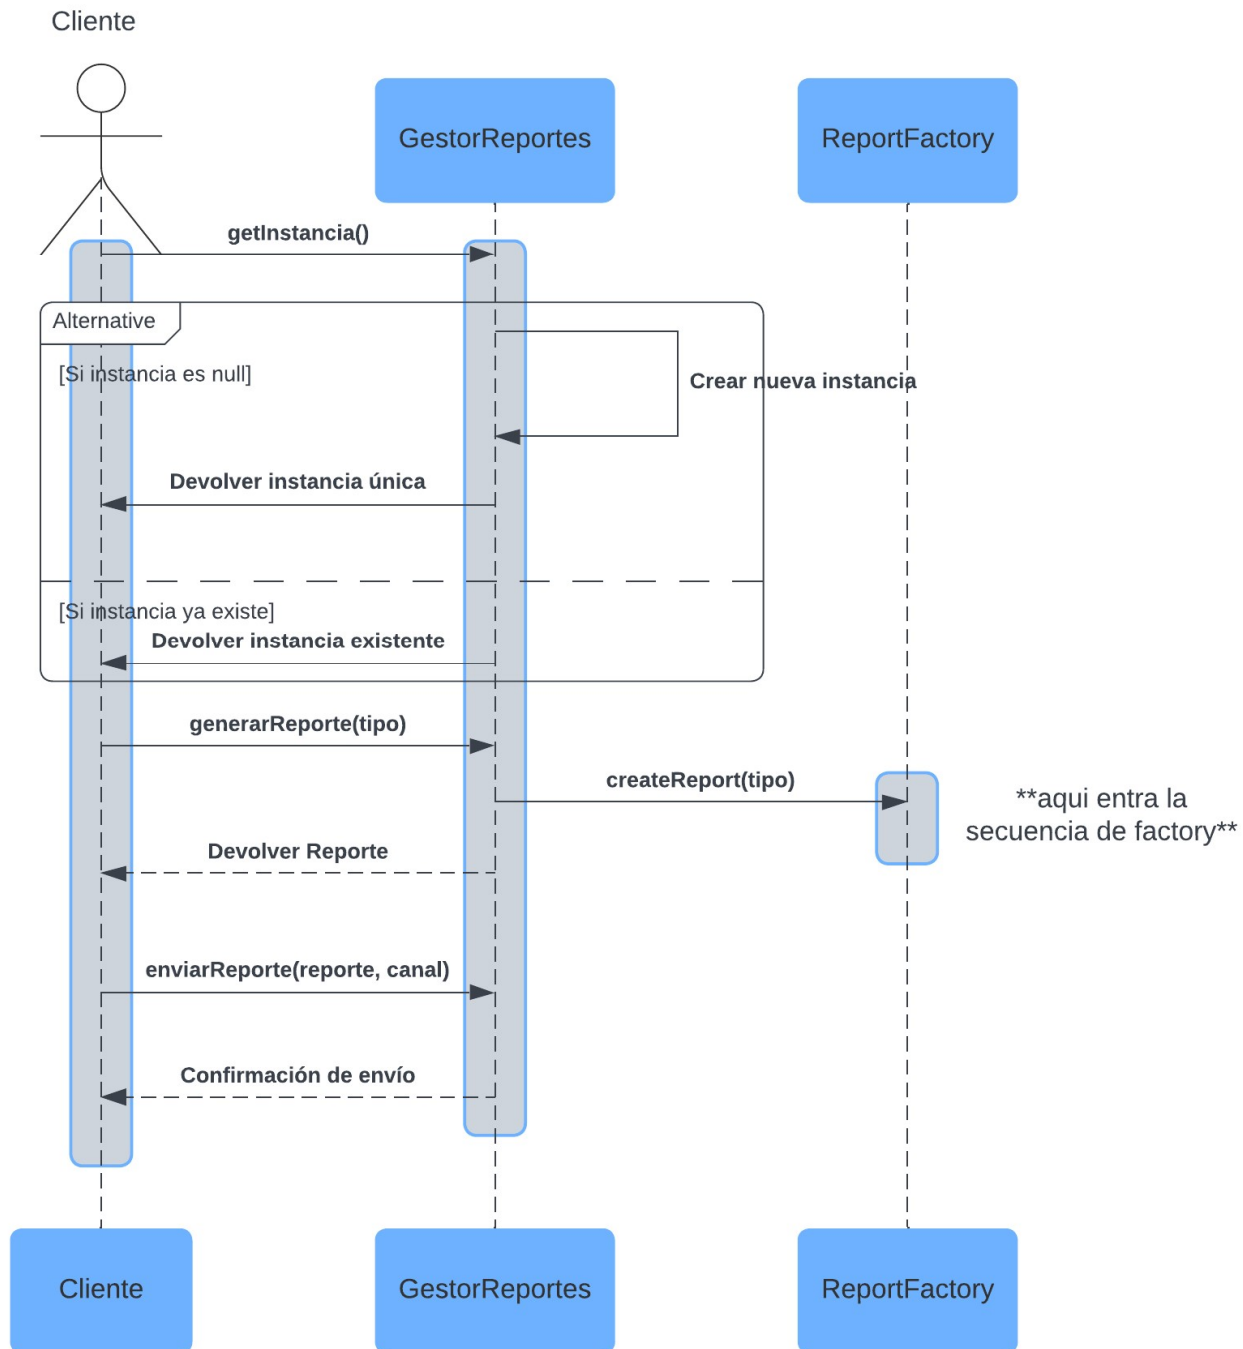 Cliente
GestorReportes
ReportFactory
getInstancia()
Alternative
[Si instancia es null]
Crear nueva instancia
Devolver instancia única
[Si instancia ya existe]
Devolver instancia existente
generarReporte(tipo)
createReport(tipo)
**aqui entra la
secuencia de factory**
Devolver Reporte
enviarReporte(reporte, canal)
Confirmación de envío
Cliente
GestorReportes
ReportFactory